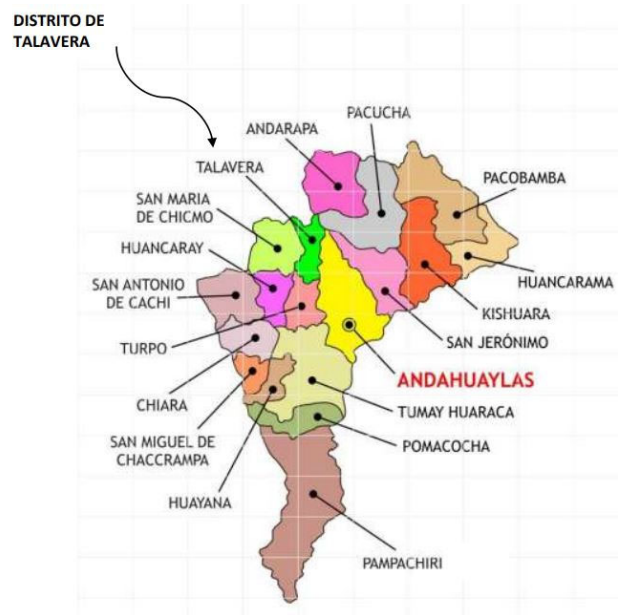 DISTRITO DE
TALAVERA
PACUCHA
ANDARAPA
TALAVERA
PACOBAMBA
SAN MARIA
DE CHICMO
HUANCARAY
HUANCARAMA
SAN ANTONIO
DE CACHI
KISHUARA
SAN JERÓNIMO
TURPO
ANDAHUAYLAS
CHIARA
TUMAY HUARACA
SAN MIGUEL DE
CHACCRAMPA
POMACOCHA
HUAYANA
PAMPACHIRI